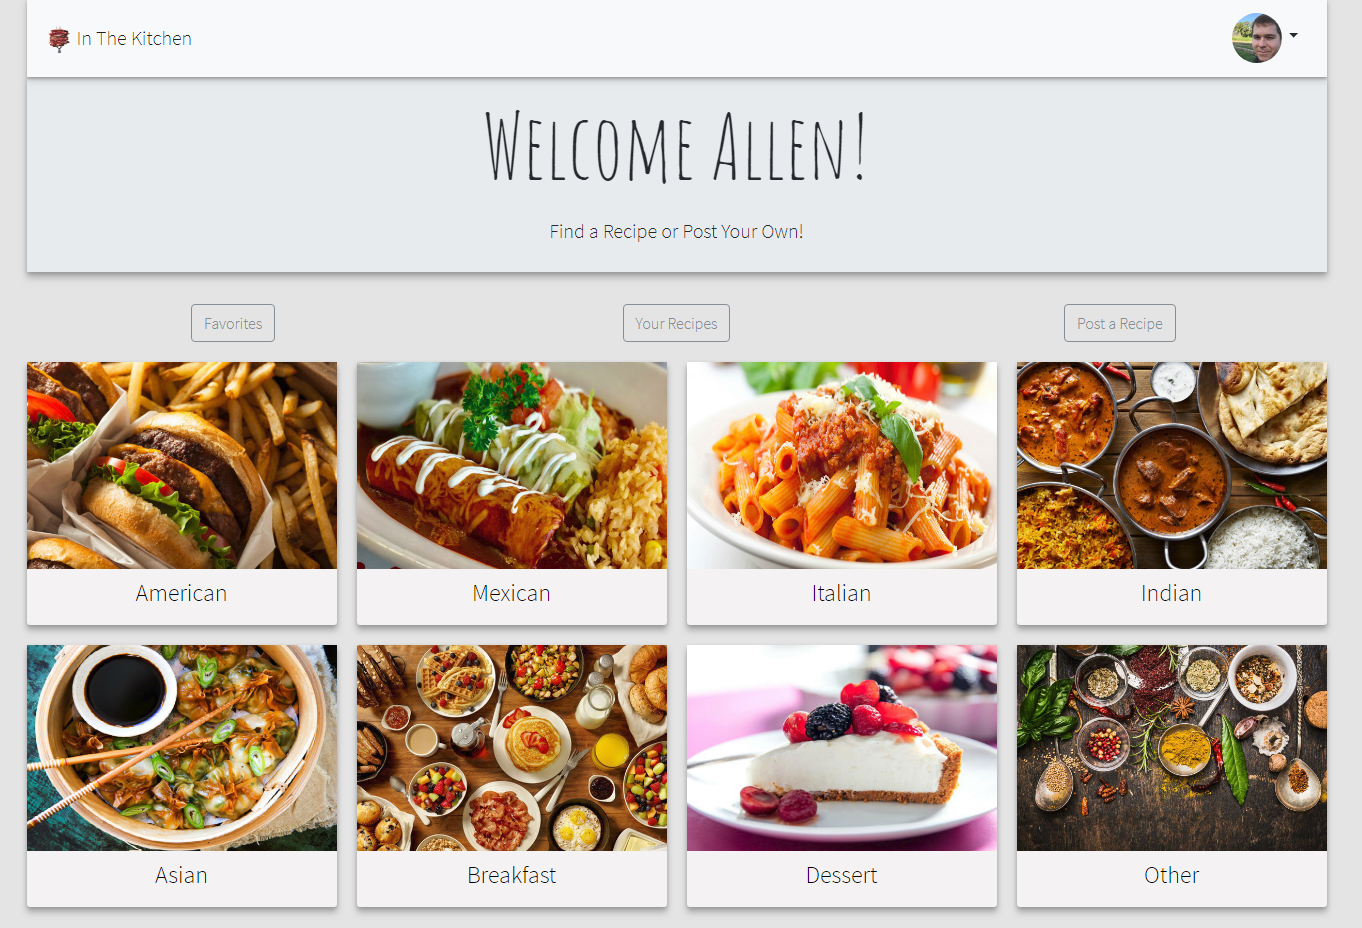 In The Kitchen
Welcome Allen!
Find a Recipe or Post Your Own!
Favorites
Your Recipes
Post a Recipe
American
Mexican
Italian
Indian
Asian
Breakfast
Dessert
Other